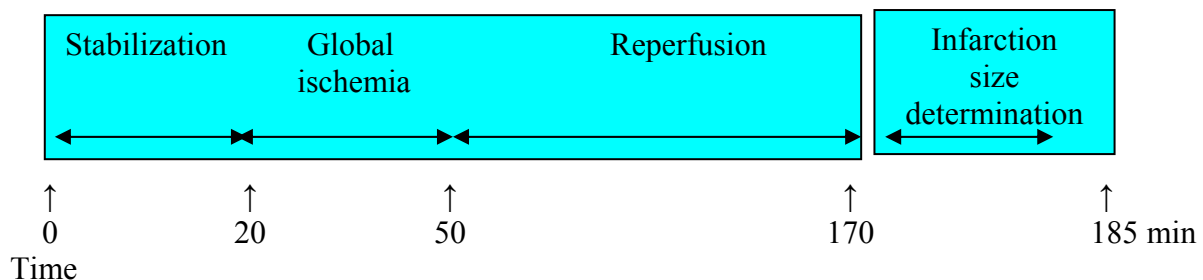 Stabilization
Global
ischemia
Reperfusion
Infarction
size
determination
↑ ↑ ↑ ↑ ↑
0 20 50 170 185 min
Time